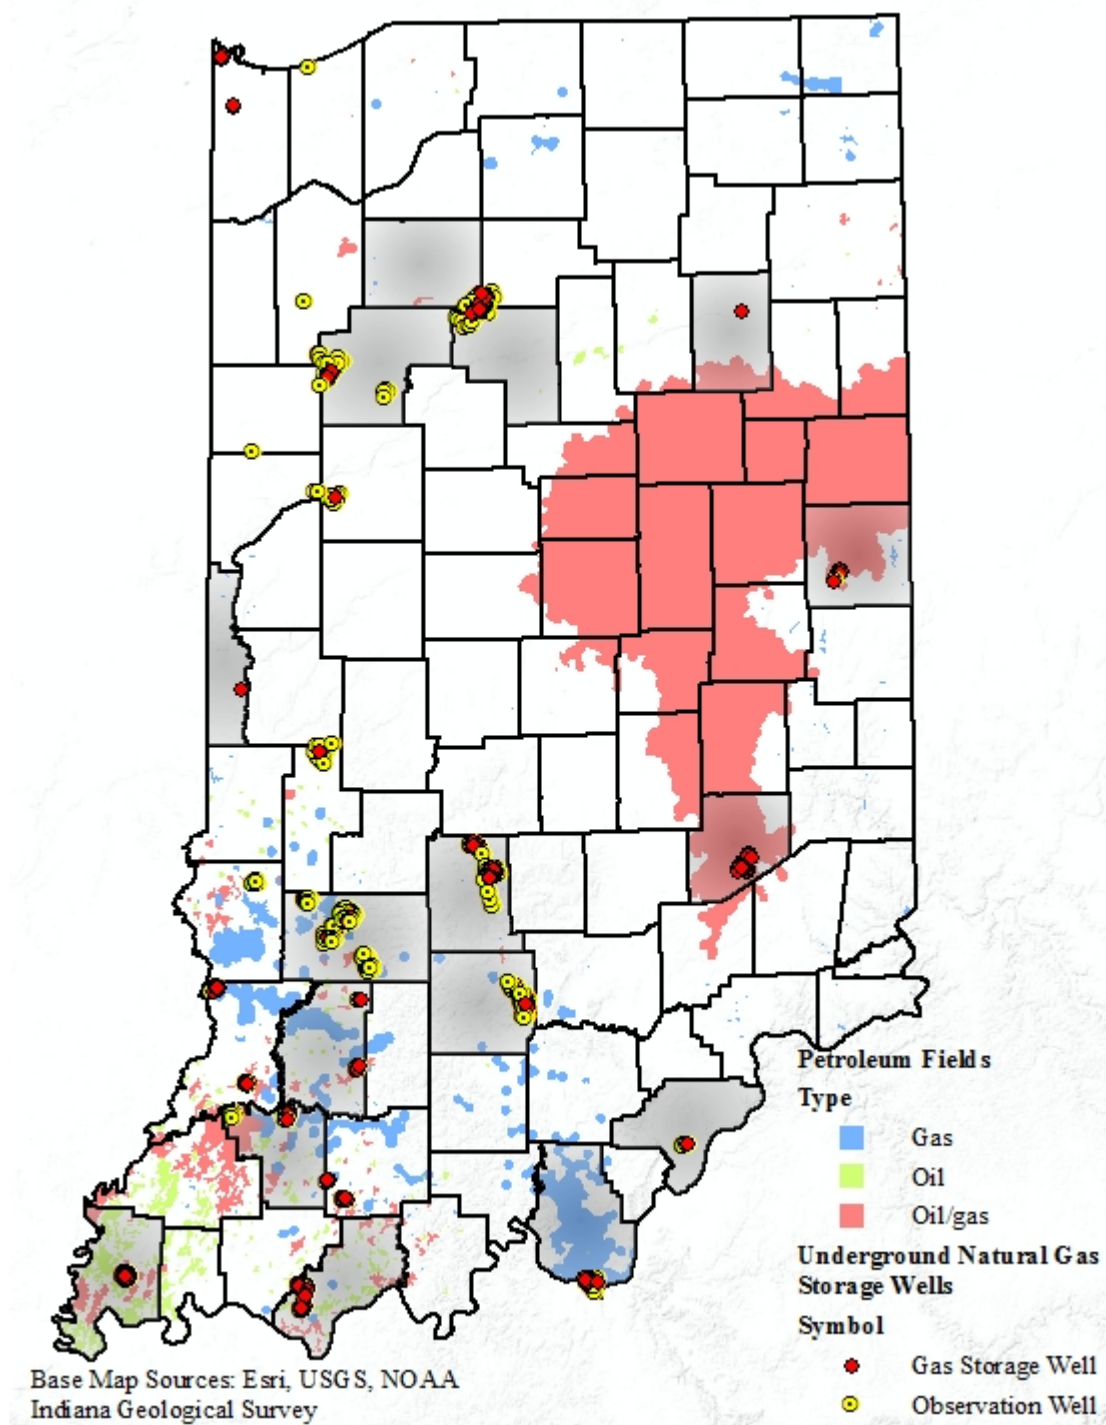 Petroleum Fields
Type
Gas
Oil
Oil/gas
Underground Natural Gas
Storage Wells
Symbol
Gas Storage Well
Observation Well
Base Map Sources: Esri, USGS, NOAA
Indiana Geological Survey